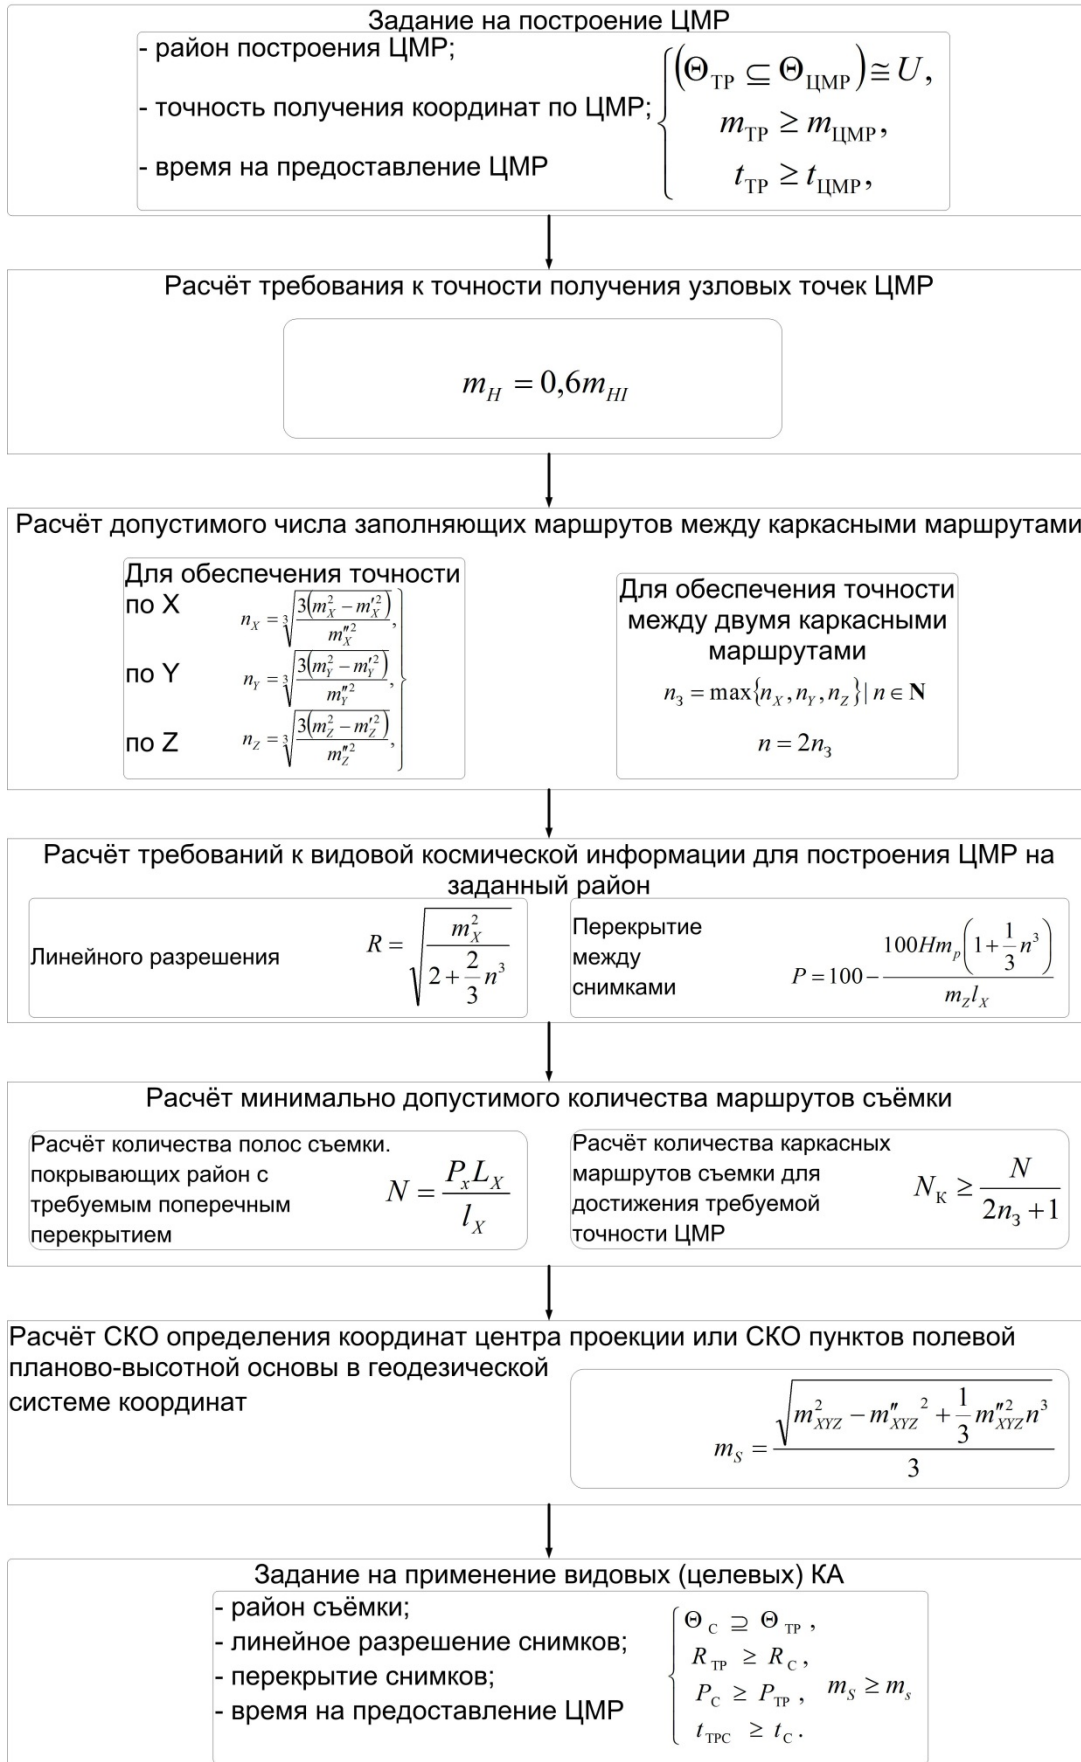 Задание на построение ЦМР
- район построения ЦМР;
- точность получения координат по ЦМР;
- время на предоставление ЦМР
(Θ_ТР ⊆ Θ_ЦМР) ≅ U,
m_ТР ≥ m_ЦМР,
t_ТР ≥ t_ЦМР,
Расчёт требования к точности получения узловых точек ЦМР
m_H = 0,6m_HI
Расчёт допустимого числа заполняющих маршрутов между каркасными маршрутами
Для обеспечения точности
по X n_X = ∛(3(m_X² − m′_X²) / m″_X²),
по Y n_Y = ∛(3(m_Y² − m′_Y²) / m″_Y²),
по Z n_Z = ∛(3(m_Z² − m′_Z²) / m″_Z²),
Для обеспечения точности
между двумя каркасными
маршрутами
n_З = max{n_X, n_Y, n_Z} | n ∈ N
n = 2n_З
Расчёт требований к видовой космической информации для построения ЦМР на
заданный район
Линейного разрешения
R = √(m_X² / (2 + 2/3 n³))
Перекрытие
между
снимками
P = 100 − 100Hm_p(1 + 1/3 n³) / (m_Z l_X)
Расчёт минимально допустимого количества маршрутов съёмки
Расчёт количества полос съемки.
покрывающих район с
требуемым поперечным
перекрытием
N = P_x L_X / l_X
Расчёт количества каркасных
маршрутов съемки для
достижения требуемой
точности ЦМР
N_К ≥ N / (2n_З + 1)
Расчёт СКО определения координат центра проекции или СКО пунктов полевой
планово-высотной основы в геодезической
системе координат
m_S = √(m²_XYZ − m″_XYZ² + 1/3 m″²_XYZ n³) / 3
Задание на применение видовых (целевых) КА
- район съёмки;
- линейное разрешение снимков;
- перекрытие снимков;
- время на предоставление ЦМР
Θ_С ⊇ Θ_ТР,
R_ТР ≥ R_С,
P_С ≥ P_ТР, m_S ≥ m_s
t_ТРС ≥ t_С.